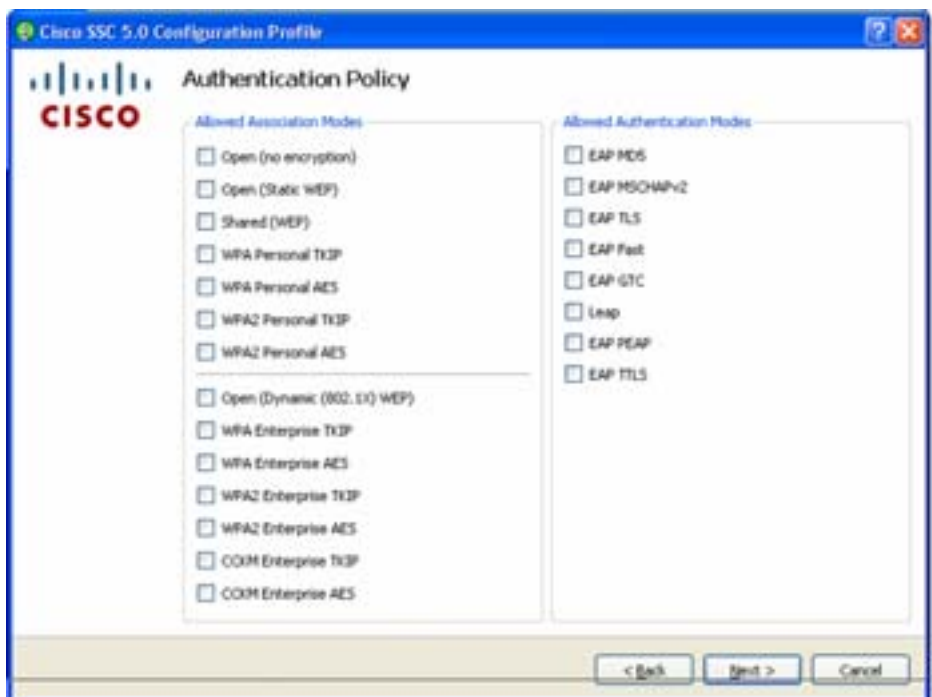 Cisco SSC 5.0 Configuration Profile
CISCO
Authentication Policy
Allowed Association Modes
Open (no encryption)
Open (Static WEP)
Shared (WEP)
WPA Personal TKIP
WPA Personal AES
WPA2 Personal TKIP
WPA2 Personal AES
Open (Dynamic (802.1X) WEP)
WPA Enterprise TKIP
WPA Enterprise AES
WPA2 Enterprise TKIP
WPA2 Enterprise AES
CCKM Enterprise TKIP
CCKM Enterprise AES
Allowed Authentication Modes
EAP MD5
EAP MSCHAPv2
EAP TLS
EAP Fast
EAP GTC
Leap
EAP PEAP
EAP TTLS
< Back
Next >
Cancel